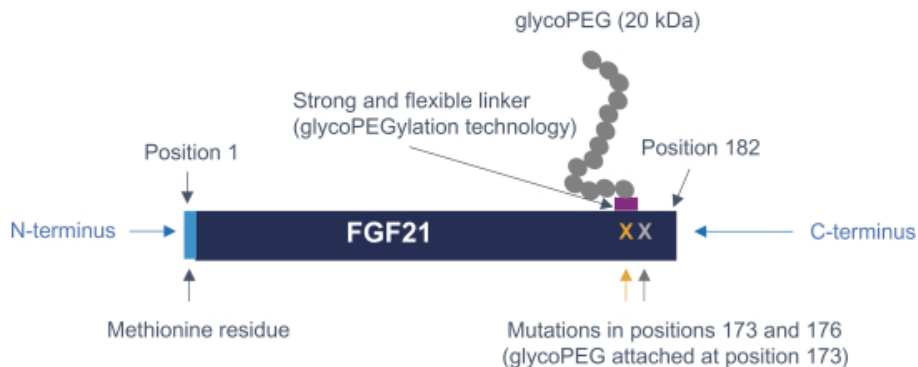 glycoPEG (20 kDa)
Strong and flexible linker
(glycoPEGylation technology)
Position 1
Position 182
N-terminus
FGF21
X X
C-terminus
Methionine residue
Mutations in positions 173 and 176
(glycoPEG attached at position 173)